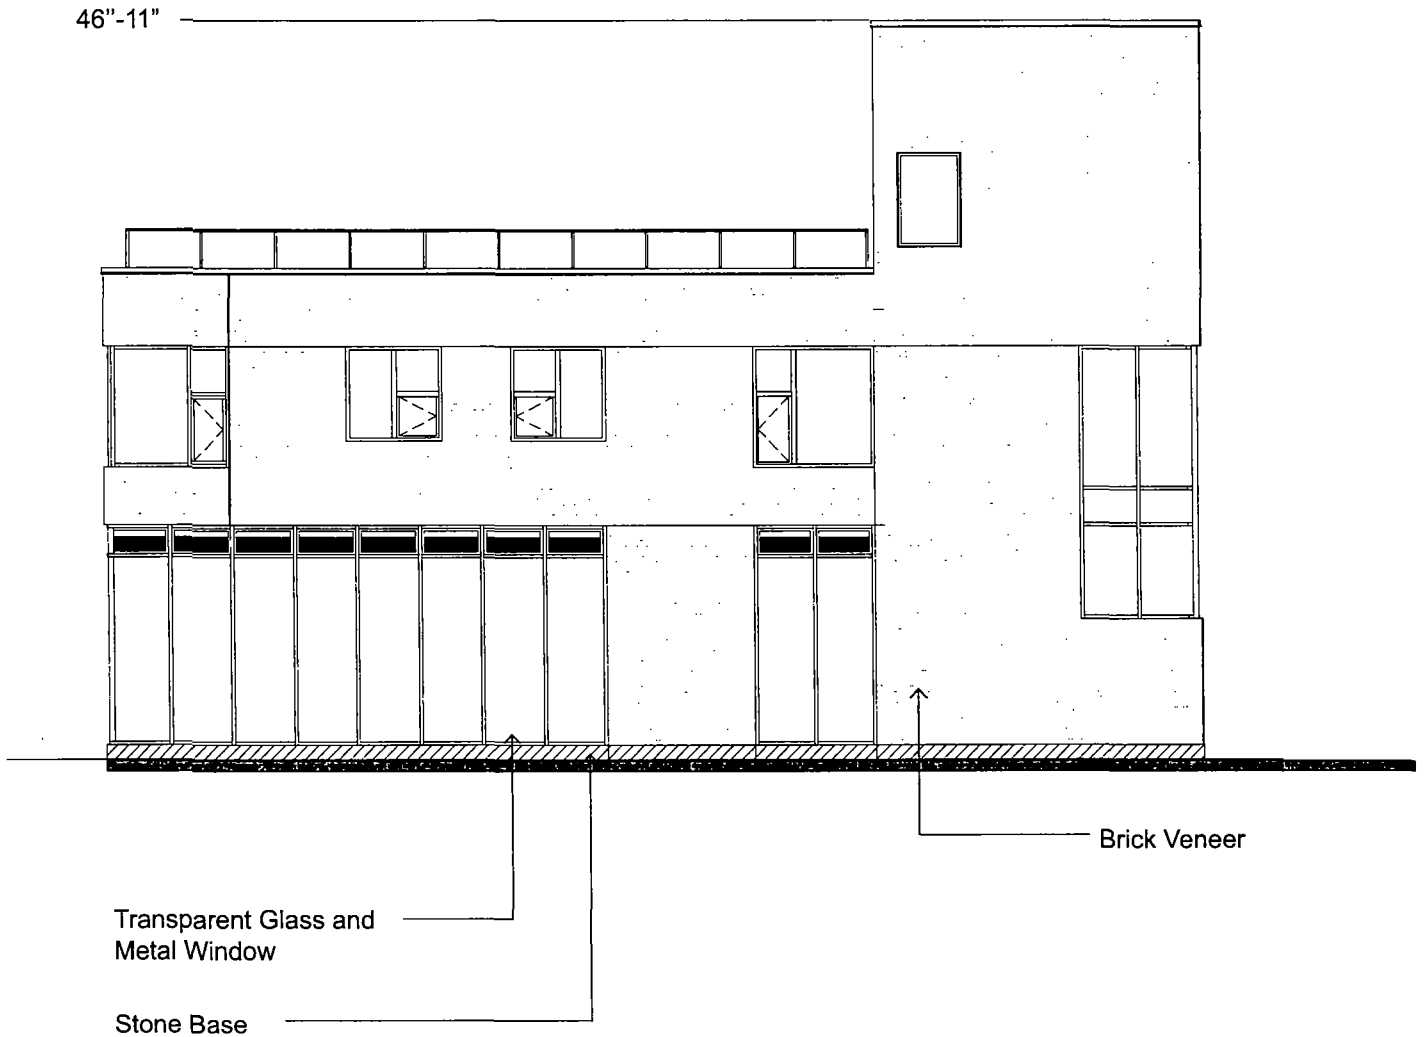 46”-11”
Brick Veneer
Transparent Glass and
Metal Window
Stone Base